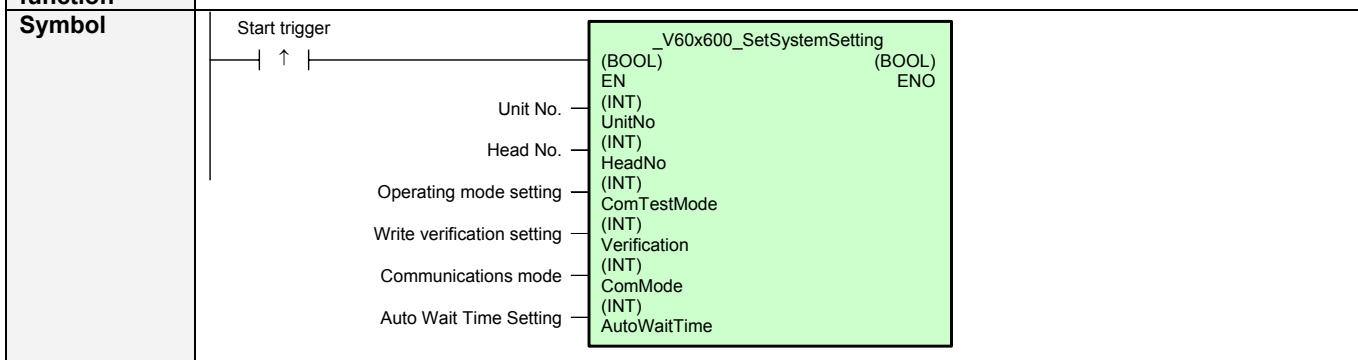 function
Symbol
Start trigger
↑
_V60x600_SetSystemSetting
(BOOL) (BOOL)
EN ENO
Unit No. (INT)
UnitNo
Head No. (INT)
HeadNo
Operating mode setting (INT)
ComTestMode
Write verification setting (INT)
Verification
Communications mode (INT)
ComMode
Auto Wait Time Setting (INT)
AutoWaitTime